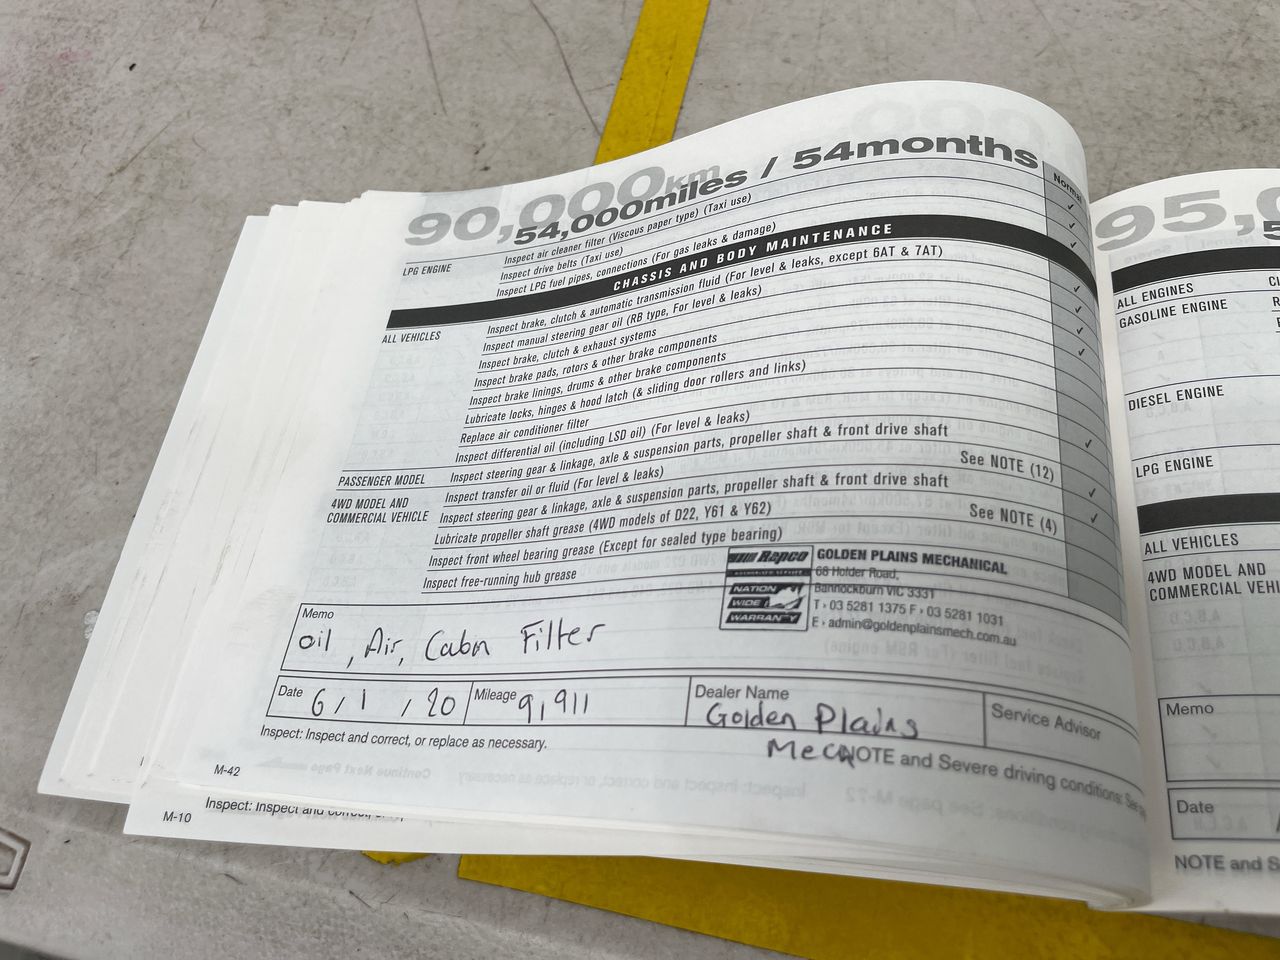 90,000km
54,000miles / 54months
Normal
Inspect air cleaner filter (Viscous paper type) (Taxi use)
Inspect drive belts (Taxi use)
LPG ENGINE Inspect LPG fuel pipes, connections (For gas leaks & damage)
CHASSIS AND BODY MAINTENANCE
ALL VEHICLES Inspect brake, clutch & automatic transmission fluid (For level & leaks, except 6AT & 7AT)
Inspect manual steering gear oil (RB type, For level & leaks)
Inspect brake, clutch & exhaust systems
Inspect brake pads, rotors & other brake components
Inspect brake linings, drums & other brake components
Lubricate locks, hinges & hood latch (& sliding door rollers and links)
Replace air conditioner filter
Inspect differential oil (including LSD oil) (For level & leaks)
PASSENGER MODEL Inspect steering gear & linkage, axle & suspension parts, propeller shaft & front drive shaft
4WD MODEL AND
COMMERCIAL VEHICLE
Inspect transfer oil or fluid (For level & leaks) See NOTE (12)
Inspect steering gear & linkage, axle & suspension parts, propeller shaft & front drive shaft
Lubricate propeller shaft grease (4WD models of D22, Y61 & Y62) See NOTE (4)
Inspect front wheel bearing grease (Except for sealed type bearing)
Inspect free-running hub grease
Repco
NATION
WIDE
WARRANTY
GOLDEN PLAINS MECHANICAL
68 Holder Road,
Bannockburn VIC 3331
T › 03 5281 1375 F › 03 5281 1031
E › admin@goldenplainsmech.com.au
Memo
oil, Air, Cabin Filter
Date 6/1/20 Mileage 9,911 Dealer Name Golden Plains Mech Service Advisor
Inspect: Inspect and correct, or replace as necessary.
NOTE and Severe driving conditions: See
M-42
Inspect: Inspect and correct, or
M-10
95,0
ALL ENGINES
GASOLINE ENGINE
DIESEL ENGINE
LPG ENGINE
ALL VEHICLES
4WD MODEL AND
COMMERCIAL VEHI
Memo
Date
NOTE and S